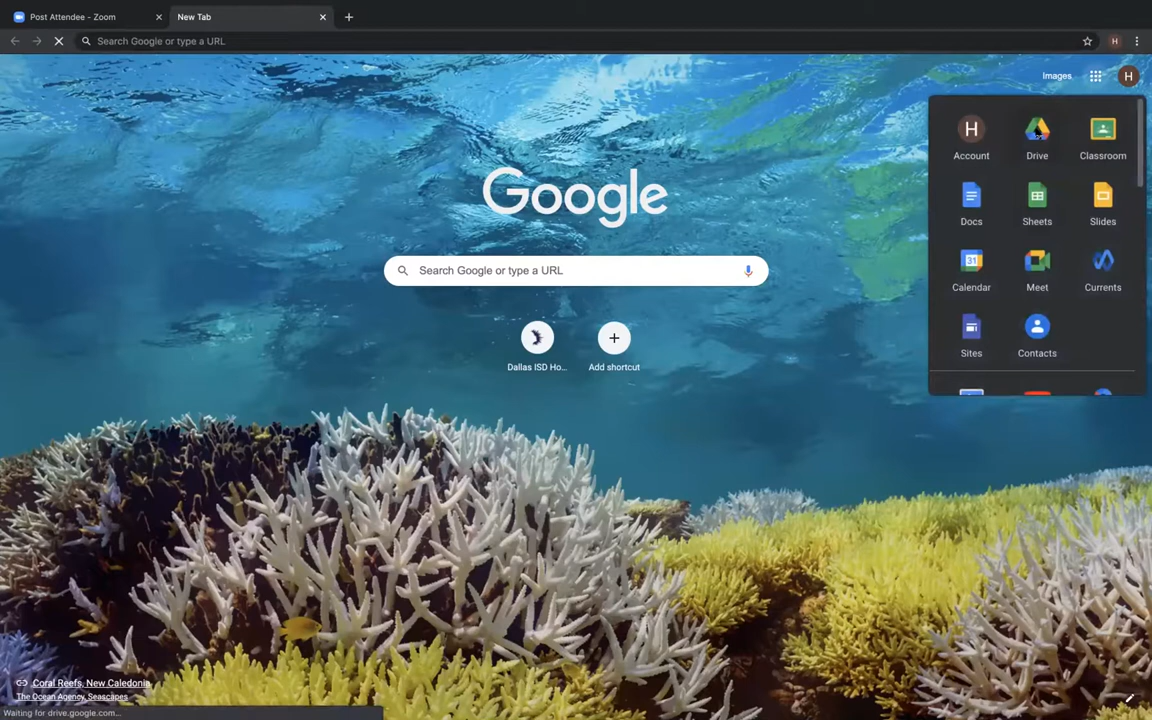 Post Attendee - Zoom
New Tab
Search Google or type a URL
H
Images
H
H
Account
Drive
Classroom
Docs
Sheets
Slides
31
Calendar
Meet
Currents
Sites
Contacts
Google
Search Google or type a URL
Dallas ISD Ho...
Add shortcut
Coral Reefs, New Caledonia
The Ocean Agency, Seascapes
Waiting for drive.google.com...